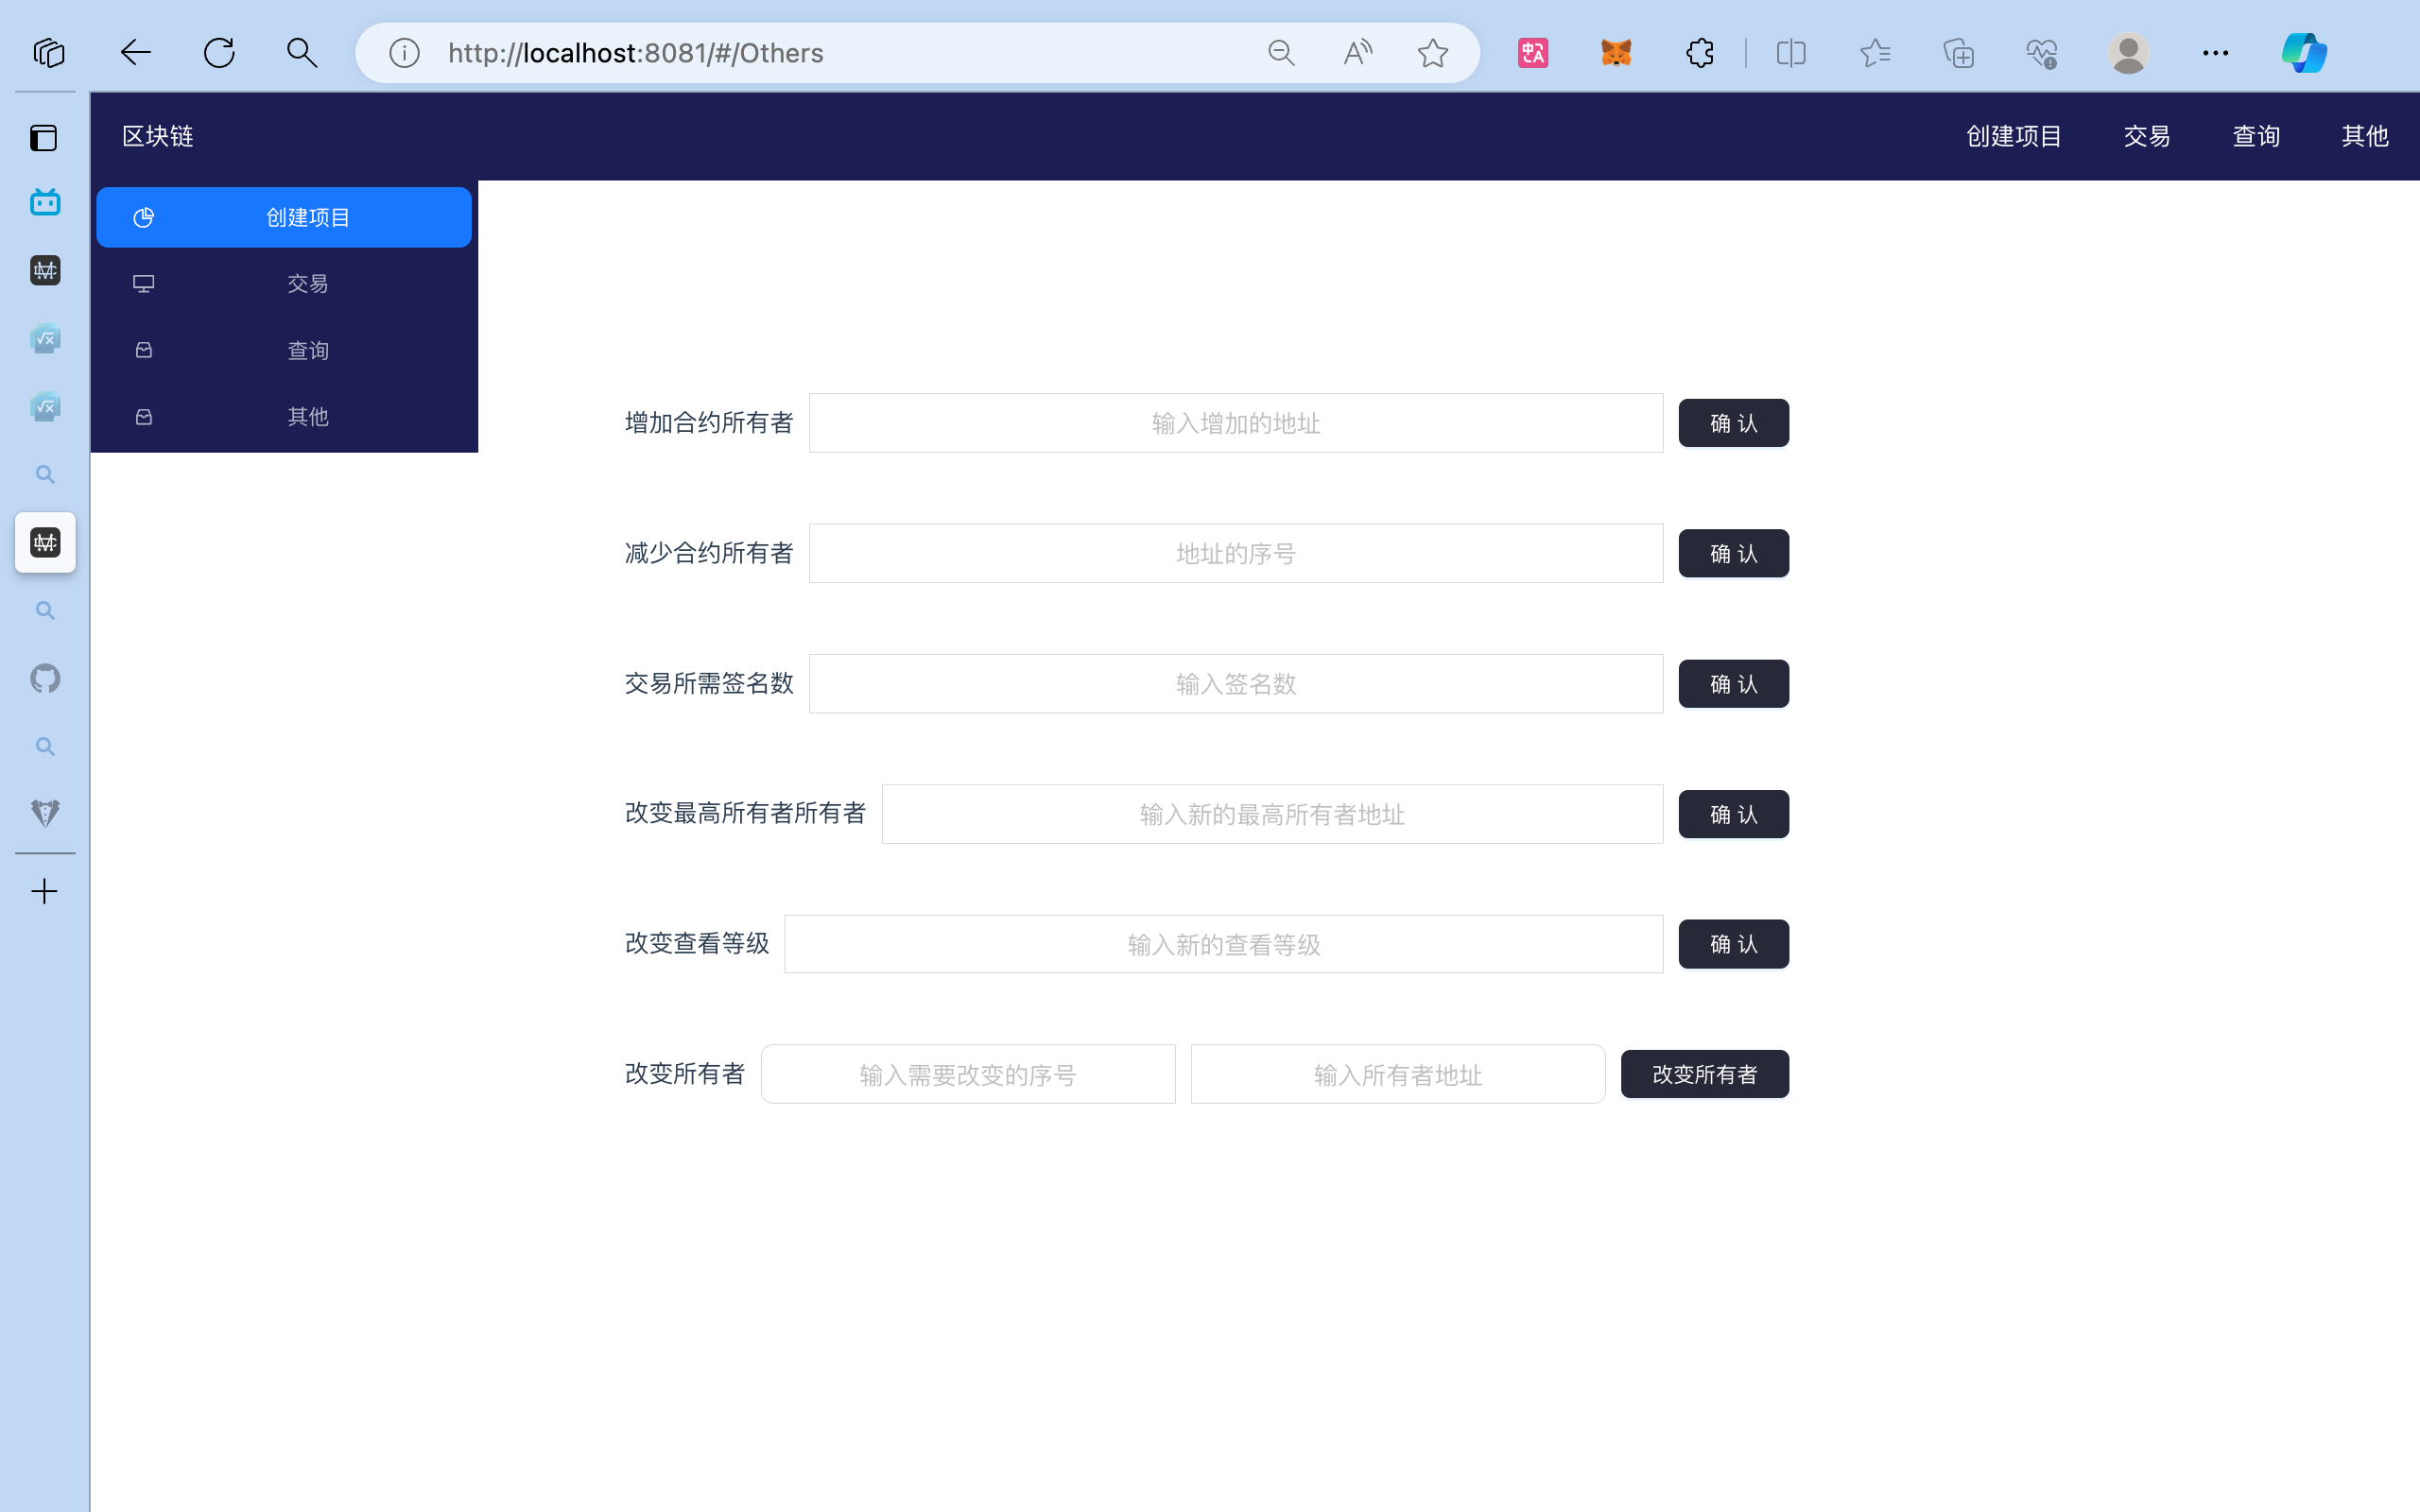 http://localhost:8081/#/Others
区块链
创建项目 交易 查询 其他
创建项目
交易
查询
其他
增加合约所有者 输入增加的地址 确 认
减少合约所有者 地址的序号 确 认
交易所需签名数 输入签名数 确 认
改变最高所有者所有者 输入新的最高所有者地址 确 认
改变查看等级 输入新的查看等级 确 认
改变所有者 输入需要改变的序号 输入所有者地址 改变所有者